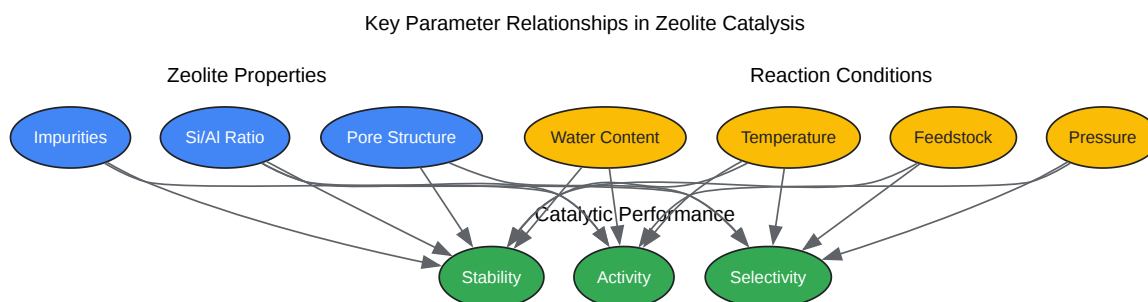 Key Parameter Relationships in Zeolite Catalysis
Zeolite Properties
Reaction Conditions
Impurities
Si/Al Ratio
Pore Structure
Water Content
Temperature
Feedstock
Pressure
Catalytic Performance
Stability
Activity
Selectivity